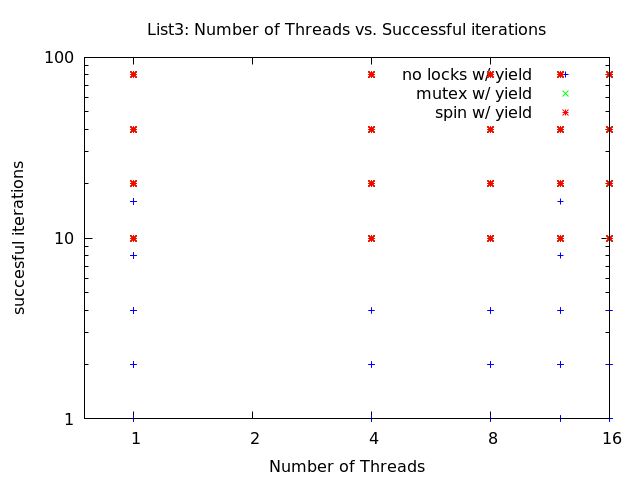 List3: Number of Threads vs. Successful iterations
100
no locks w/ yield
mutex w/ yield
spin w/ yield
succesful iterations
10
1
1 2 4 8 16
Number of Threads